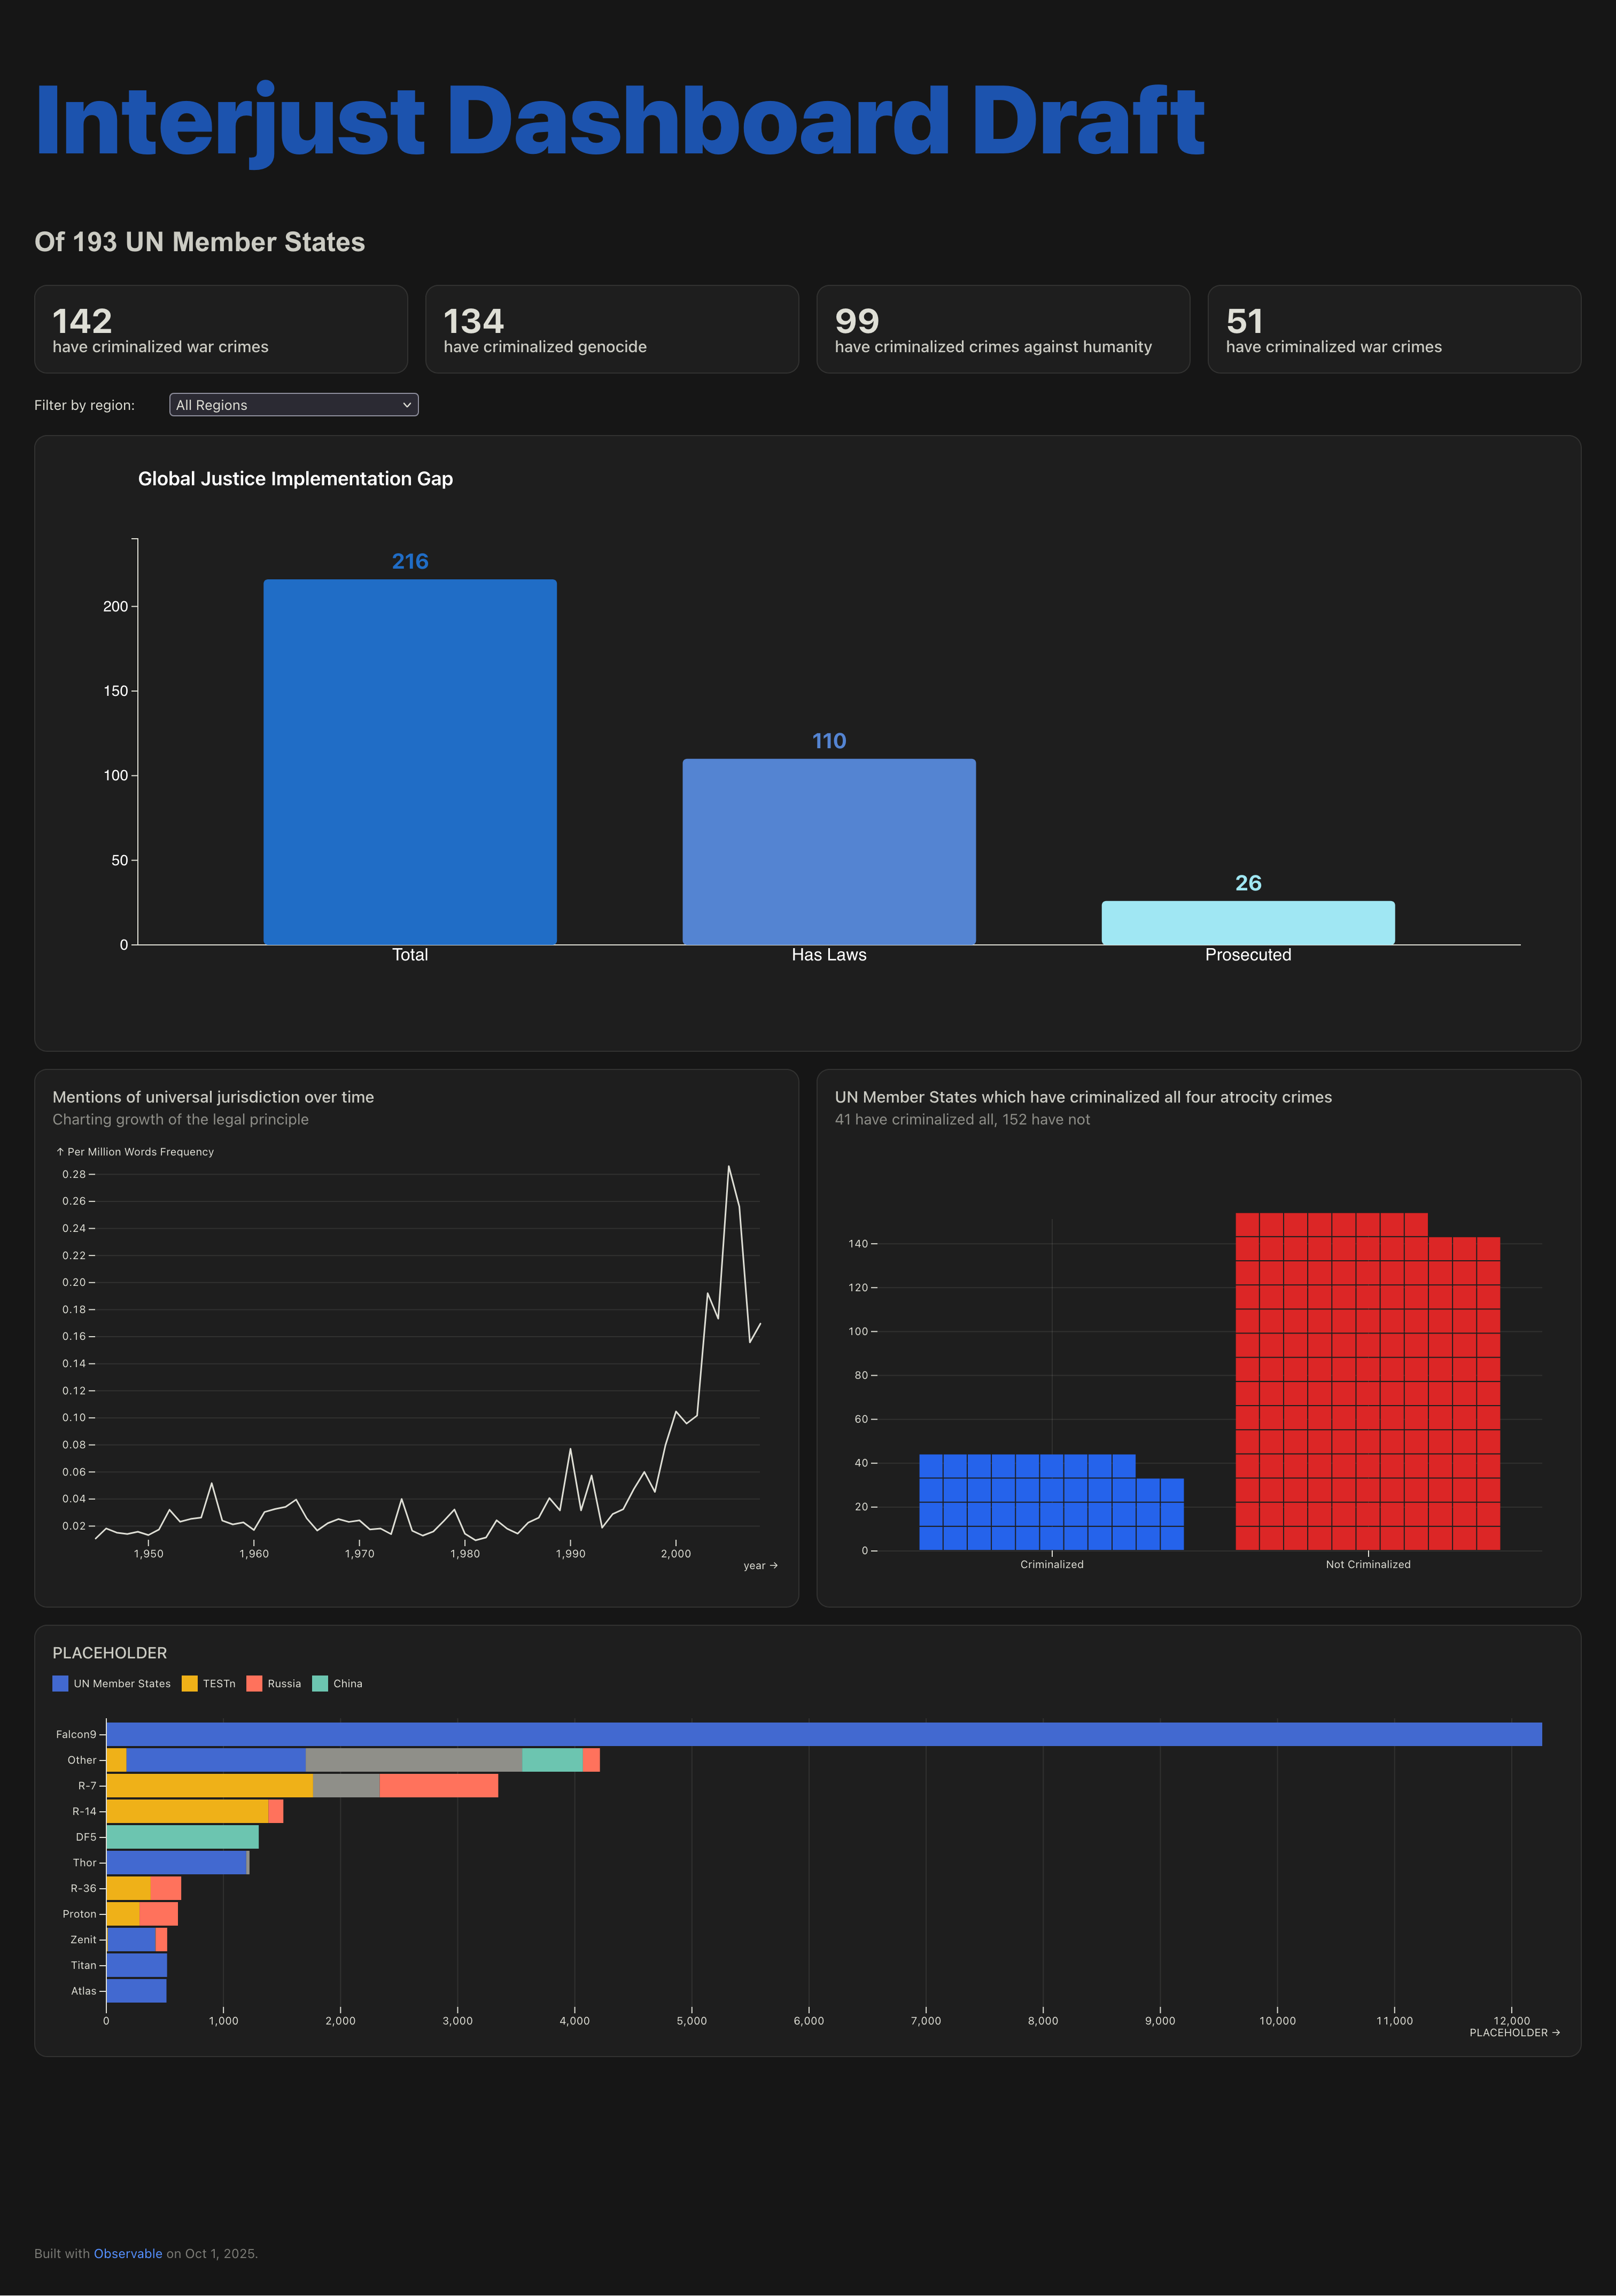 Interjust Dashboard Draft
Of 193 UN Member States
142
have criminalized war crimes
134
have criminalized genocide
99
have criminalized crimes against humanity
51
have criminalized war crimes
Filter by region:
All Regions
Global Justice Implementation Gap
216
110
26
200
150
100
50
0
Total
Has Laws
Prosecuted
Mentions of universal jurisdiction over time
Charting growth of the legal principle
↑ Per Million Words Frequency
0.28
0.26
0.24
0.22
0.20
0.18
0.16
0.14
0.12
0.10
0.08
0.06
0.04
0.02
1,950 1,960 1,970 1,980 1,990 2,000
year →
UN Member States which have criminalized all four atrocity crimes
41 have criminalized all, 152 have not
140
120
100
80
60
40
20
0
Criminalized
Not Criminalized
PLACEHOLDER
UN Member States TESTn Russia China
Falcon9
Other
R-7
R-14
DF5
Thor
R-36
Proton
Zenit
Titan
Atlas
0 1,000 2,000 3,000 4,000 5,000 6,000 7,000 8,000 9,000 10,000 11,000 12,000
PLACEHOLDER →
Built with Observable on Oct 1, 2025.